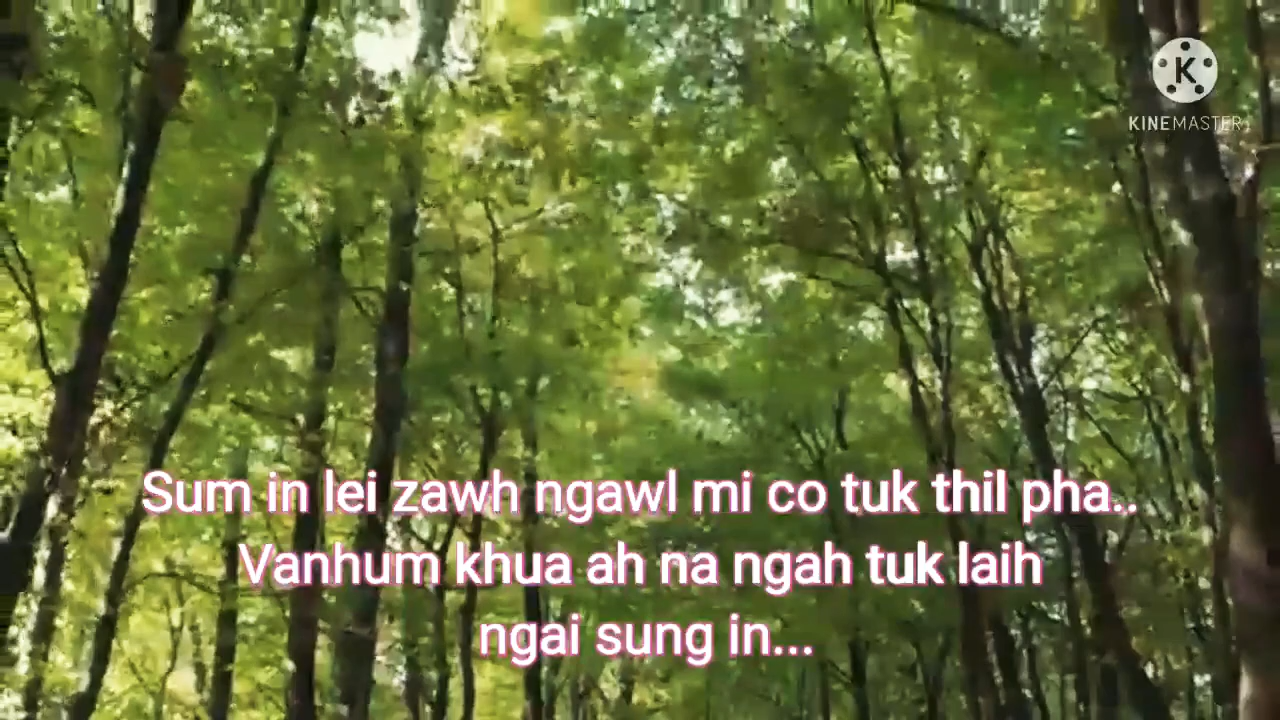 K
KINEMASTER
Sum in lei zawh ngawl mi co tuk thil pha..
Vanhum khua ah na ngah tuk laih
ngai sung in...